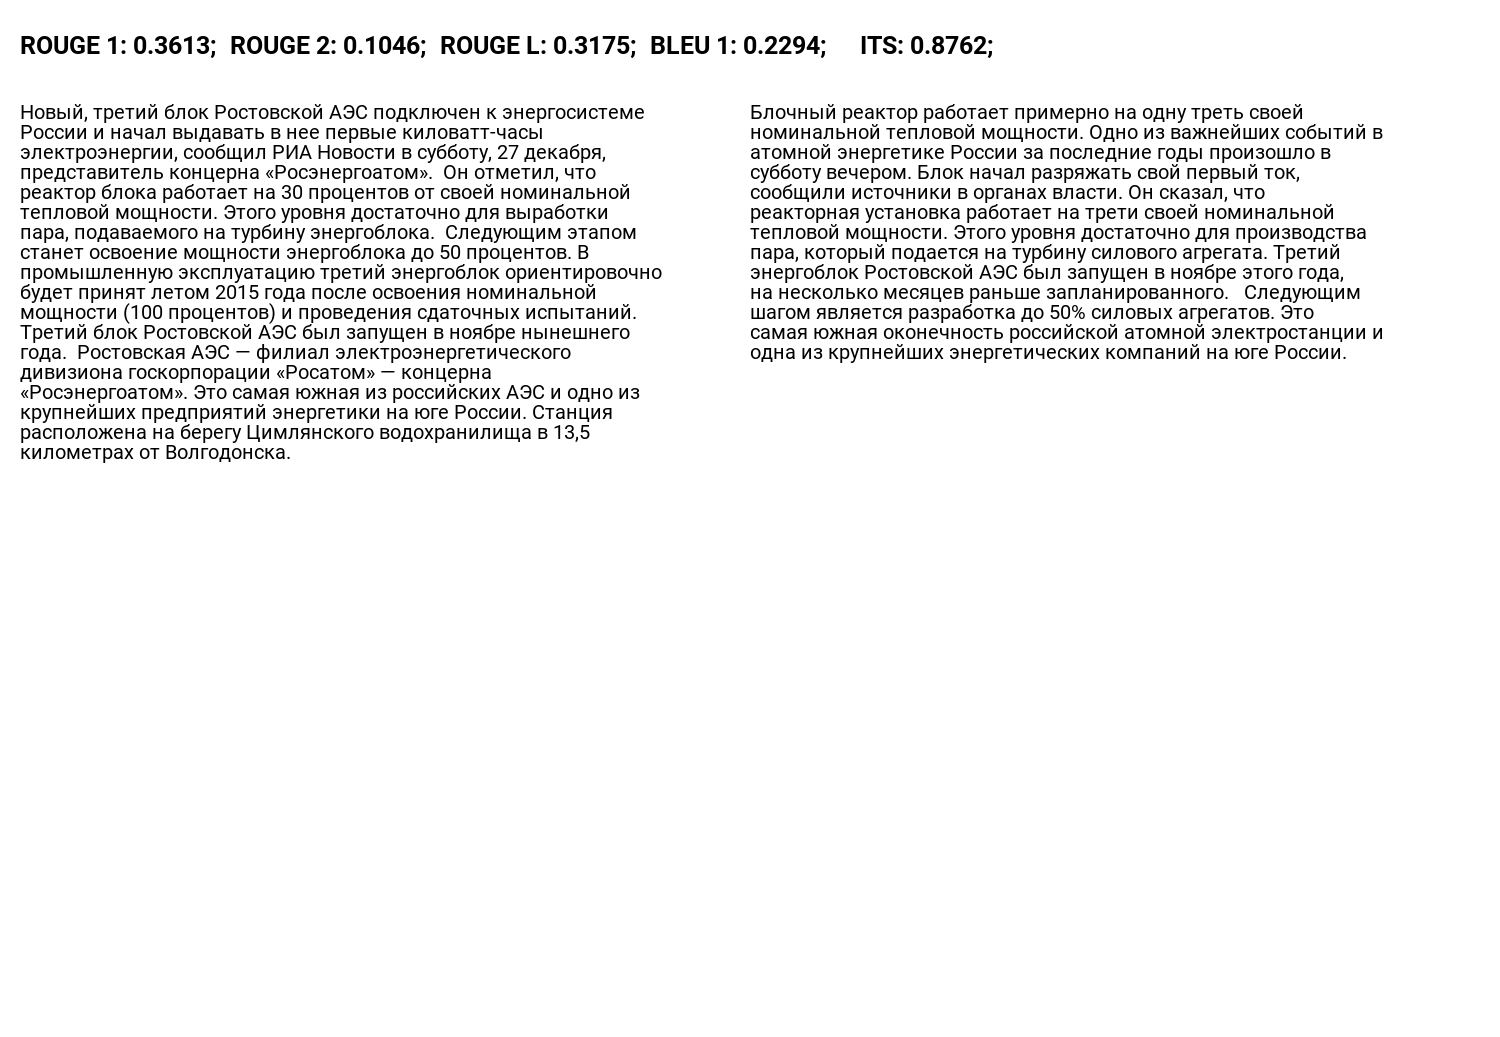 ROUGE 1: 0.3613;  ROUGE 2: 0.1046;  ROUGE L: 0.3175;  BLEU 1: 0.2294;     ITS: 0.8762;
Новый, третий блок Ростовской АЭС подключен к энергосистеме
России и начал выдавать в нее первые киловатт-часы
электроэнергии, сообщил РИА Новости в субботу, 27 декабря,
представитель концерна «Росэнергоатом».  Он отметил, что
реактор блока работает на 30 процентов от своей номинальной
тепловой мощности. Этого уровня достаточно для выработки
пара, подаваемого на турбину энергоблока.  Следующим этапом
станет освоение мощности энергоблока до 50 процентов. В
промышленную эксплуатацию третий энергоблок ориентировочно
будет принят летом 2015 года после освоения номинальной
мощности (100 процентов) и проведения сдаточных испытаний.
Третий блок Ростовской АЭС был запущен в ноябре нынешнего
года.  Ростовская АЭС — филиал электроэнергетического
дивизиона госкорпорации «Росатом» — концерна
«Росэнергоатом». Это самая южная из российских АЭС и одно из
крупнейших предприятий энергетики на юге России. Станция
расположена на берегу Цимлянского водохранилища в 13,5
километрах от Волгодонска.
Блочный реактор работает примерно на одну треть своей
номинальной тепловой мощности. Одно из важнейших событий в
атомной энергетике России за последние годы произошло в
субботу вечером. Блок начал разряжать свой первый ток,
сообщили источники в органах власти. Он сказал, что
реакторная установка работает на трети своей номинальной
тепловой мощности. Этого уровня достаточно для производства
пара, который подается на турбину силового агрегата. Третий
энергоблок Ростовской АЭС был запущен в ноябре этого года,
на несколько месяцев раньше запланированного.   Следующим
шагом является разработка до 50% силовых агрегатов. Это
самая южная оконечность российской атомной электростанции и
одна из крупнейших энергетических компаний на юге России.